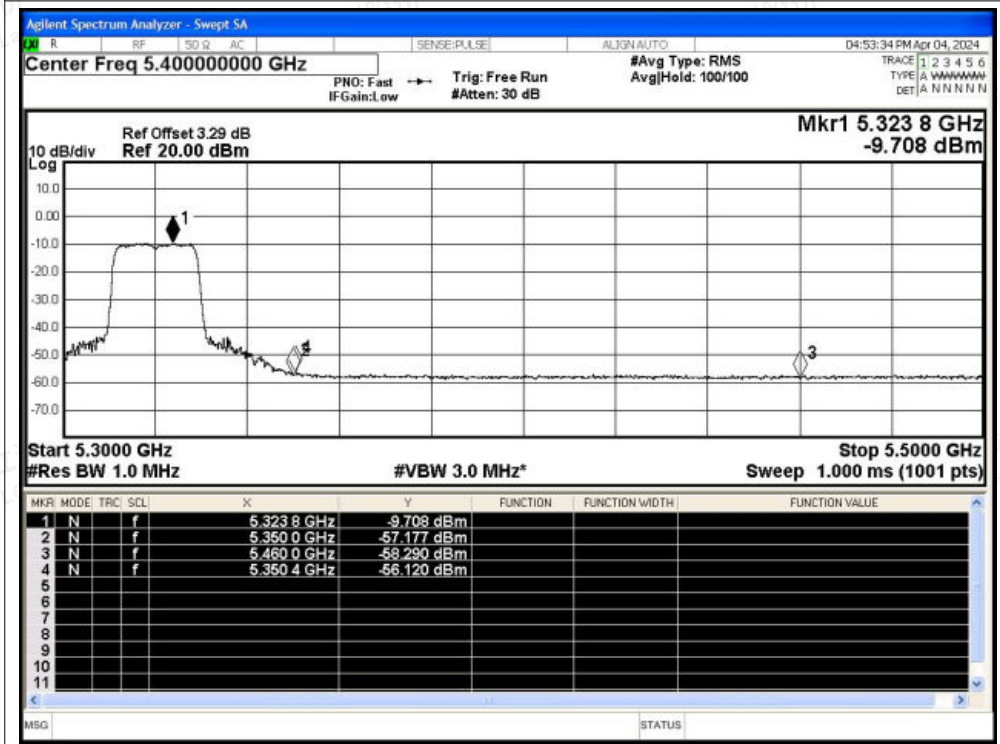 Agilent Spectrum Analyzer - Swept SA
LXI R RF 50 Ω AC SENSE:PULSE ALIGN AUTO 04:53:34 PM Apr 04, 2024
Center Freq 5.400000000 GHz
PNO: Fast
IFGain:Low
Trig: Free Run
#Atten: 30 dB
#Avg Type: RMS
Avg|Hold: 100/100
TRACE 1 2 3 4 5 6
TYPE A WWWWW
DET A N N N N N
Ref Offset 3.29 dB
10 dB/div Ref 20.00 dBm
Log
Mkr1 5.323 8 GHz
-9.708 dBm
10.0
0.00
-10.0
-20.0
-30.0
-40.0
-50.0
-60.0
-70.0
1
3
Start 5.3000 GHz Stop 5.5000 GHz
#Res BW 1.0 MHz #VBW 3.0 MHz* Sweep 1.000 ms (1001 pts)
MKR MODE TRC SCL X Y FUNCTION FUNCTION WIDTH FUNCTION VALUE
1 N f 5.323 8 GHz -9.708 dBm
2 N f 5.350 0 GHz -57.177 dBm
3 N f 5.460 0 GHz -58.290 dBm
4 N f 5.350 4 GHz -56.120 dBm
5
6
7
8
9
10
11
MSG STATUS